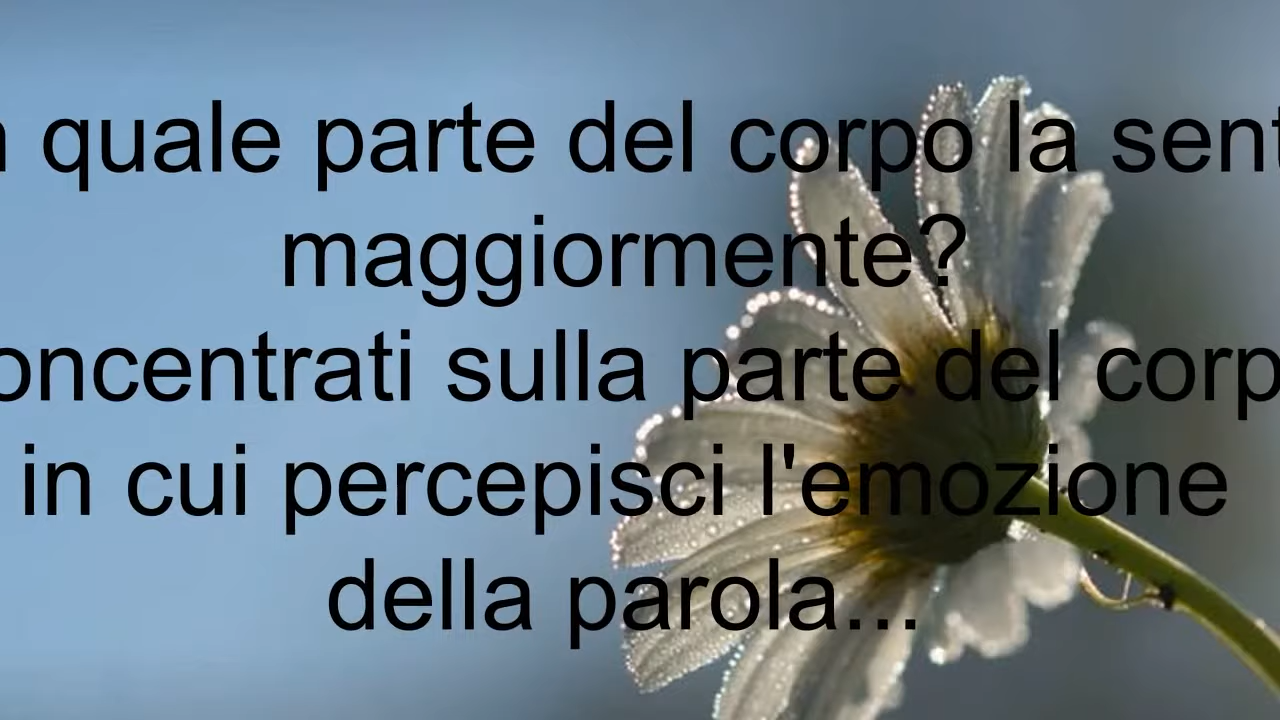 quale parte del corpo la sent
maggiormente?
oncentrati sulla parte del corp
in cui percepisci l'emozione
della parola...